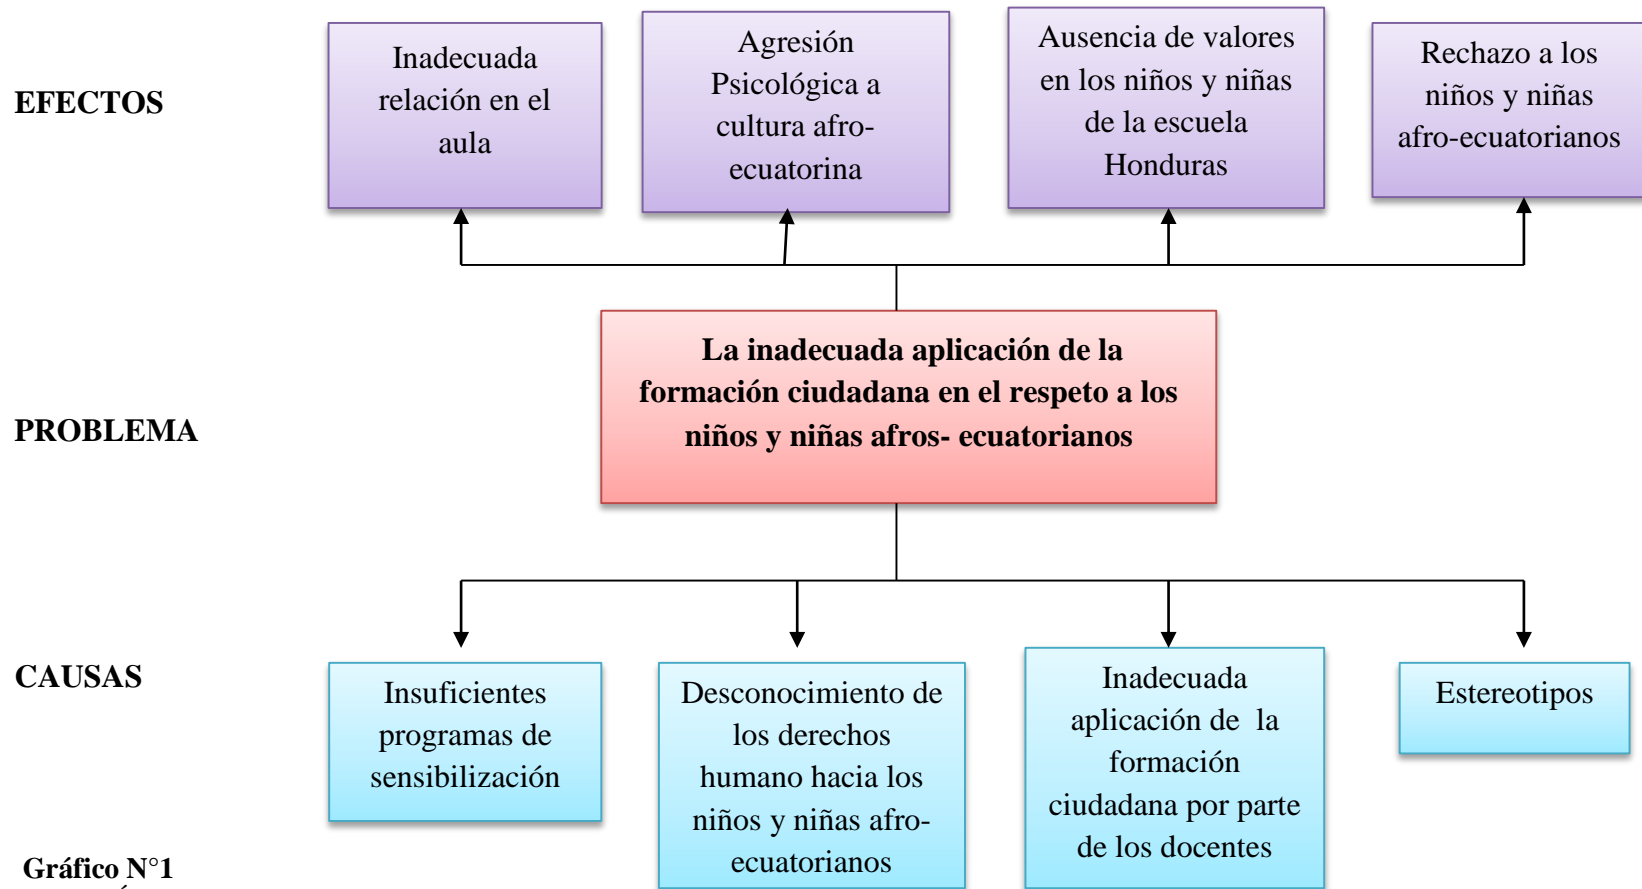 EFECTOS
Inadecuada
relación en el
aula
Agresión
Psicológica a
cultura afro-
ecuatorina
Ausencia de valores
en los niños y niñas
de la escuela
Honduras
Rechazo a los
niños y niñas
afro-ecuatorianos
PROBLEMA
La inadecuada aplicación de la
formación ciudadana en el respeto a los
niños y niñas afros- ecuatorianos
CAUSAS
Insuficientes
programas de
sensibilización
Desconocimiento de
los derechos
humano hacia los
niños y niñas afro-
ecuatorianos
Inadecuada
aplicación de  la
formación
ciudadana por parte
de los docentes
Estereotipos
Gráfico N°1